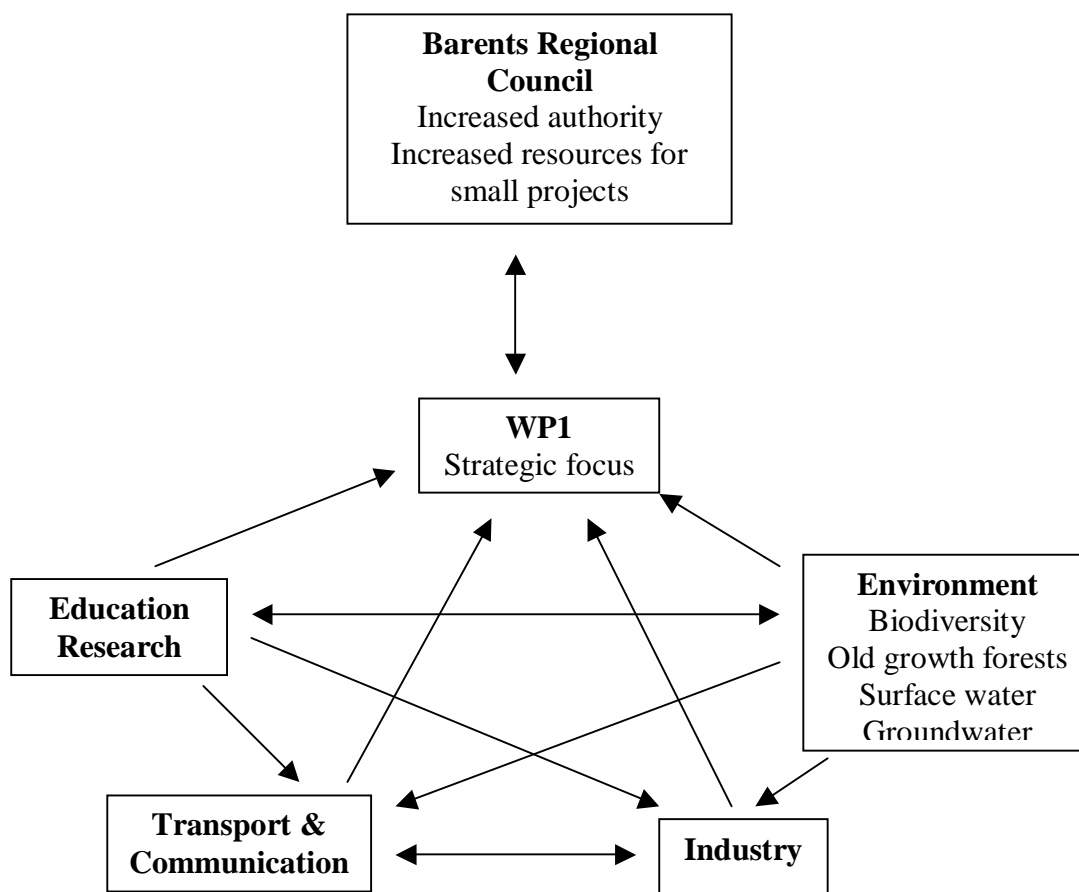 Barents Regional
Council
Increased authority
Increased resources for
small projects
WP1
Strategic focus
Education
Research
Environment
Biodiversity
Old growth forests
Surface water
Groundwater
Transport &
Communication
Industry